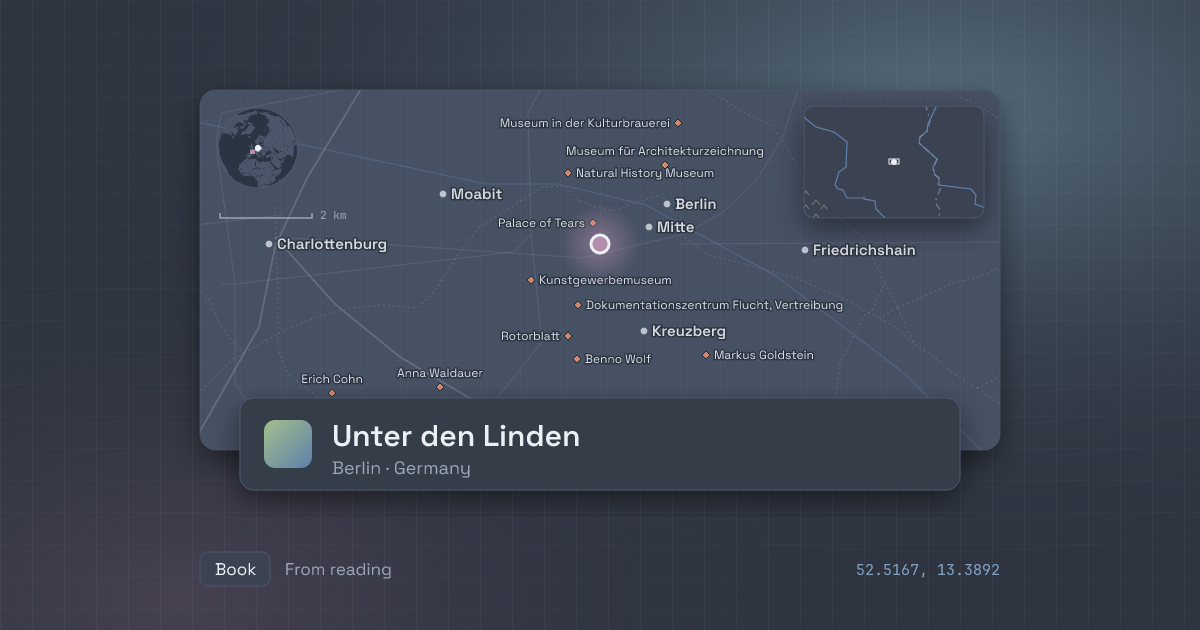 Museum in der Kulturbrauerei
Museum für Architekturzeichnung
Natural History Museum
Moabit
Berlin
2 km
Palace of Tears
Mitte
Charlottenburg
Friedrichshain
Kunstgewerbemuseum
Dokumentationszentrum Flucht, Vertreibung
Kreuzberg
Rotorblatt
Benno Wolf
Markus Goldstein
Anna Waldauer
Erich Cohn
Unter den Linden
Berlin · Germany
Book
From reading
52.5167, 13.3892